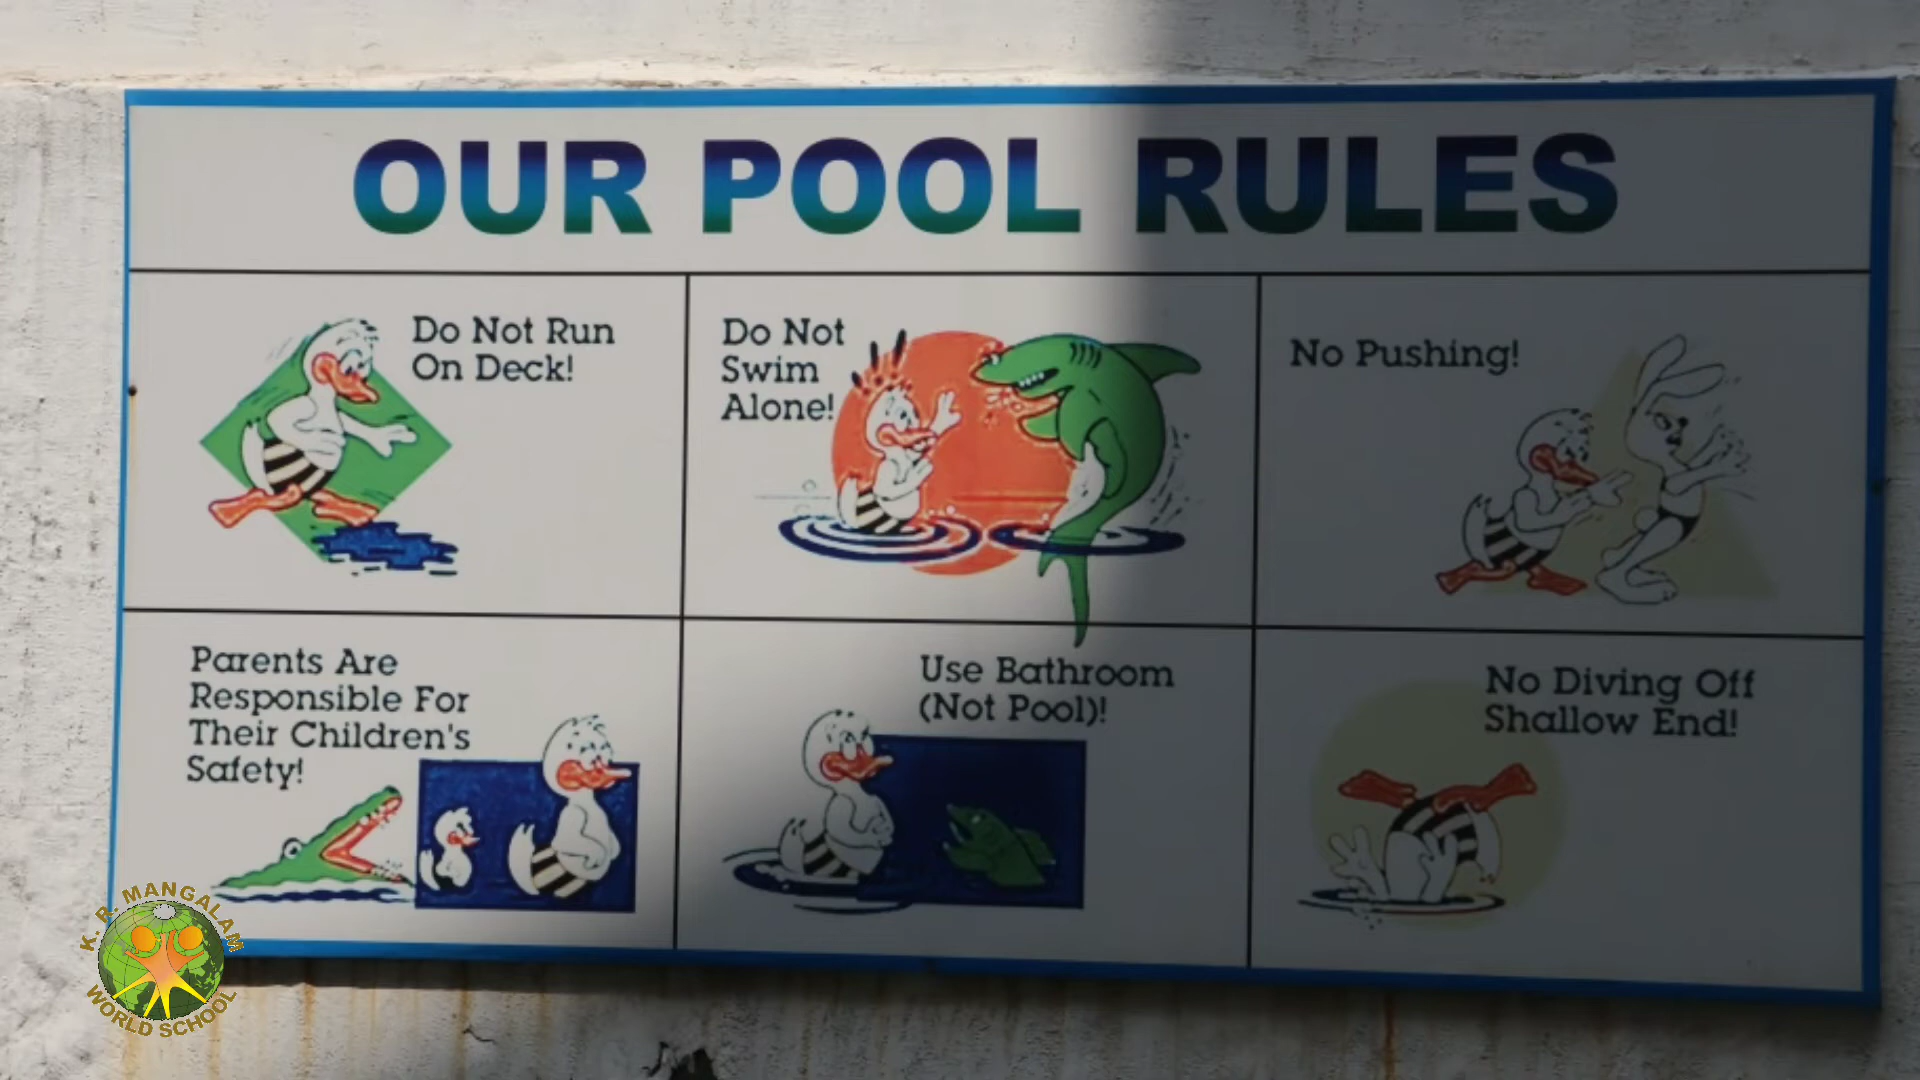 OUR POOL RULES
Do Not Run
On Deck!
Do Not
Swim
Alone!
No Pushing!
Parents Are
Responsible For
Their Children's
Safety!
Use Bathroom
(Not Pool)!
No Diving Off
Shallow End!
K. R. MANGALAM
WORLD SCHOOL